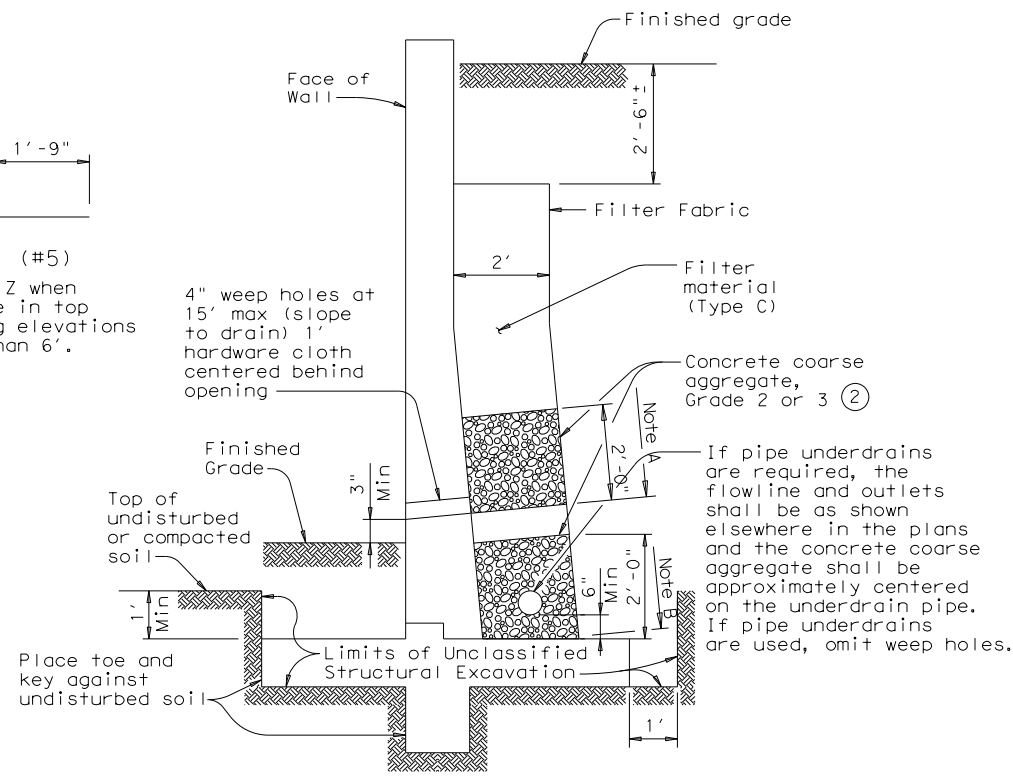 Finished grade
Face of
Wall
2'-6"±
1'-9"
Filter Fabric
(#5)
Z when
e in top
g elevations
han 6'.
2'
Filter
material
(Type C)
4" weep holes at
15' max (slope
to drain) 1'
hardware cloth
centered behind
opening
Concrete coarse
aggregate,
Grade 2 or 3 2
Note A
2'-0"
Finished
Grade
3"
Min
If pipe underdrains
are required, the
flowline and outlets
shall be as shown
elsewhere in the plans
and the concrete coarse
aggregate shall be
approximately centered
on the underdrain pipe.
If pipe underdrains
are used, omit weep holes.
Top of
undisturbed
or compacted
soil
6"
Min
2'-0"
Note B
1'
Min
Place toe and
key against
undisturbed soil
Limits of Unclassified
Structural Excavation
1'